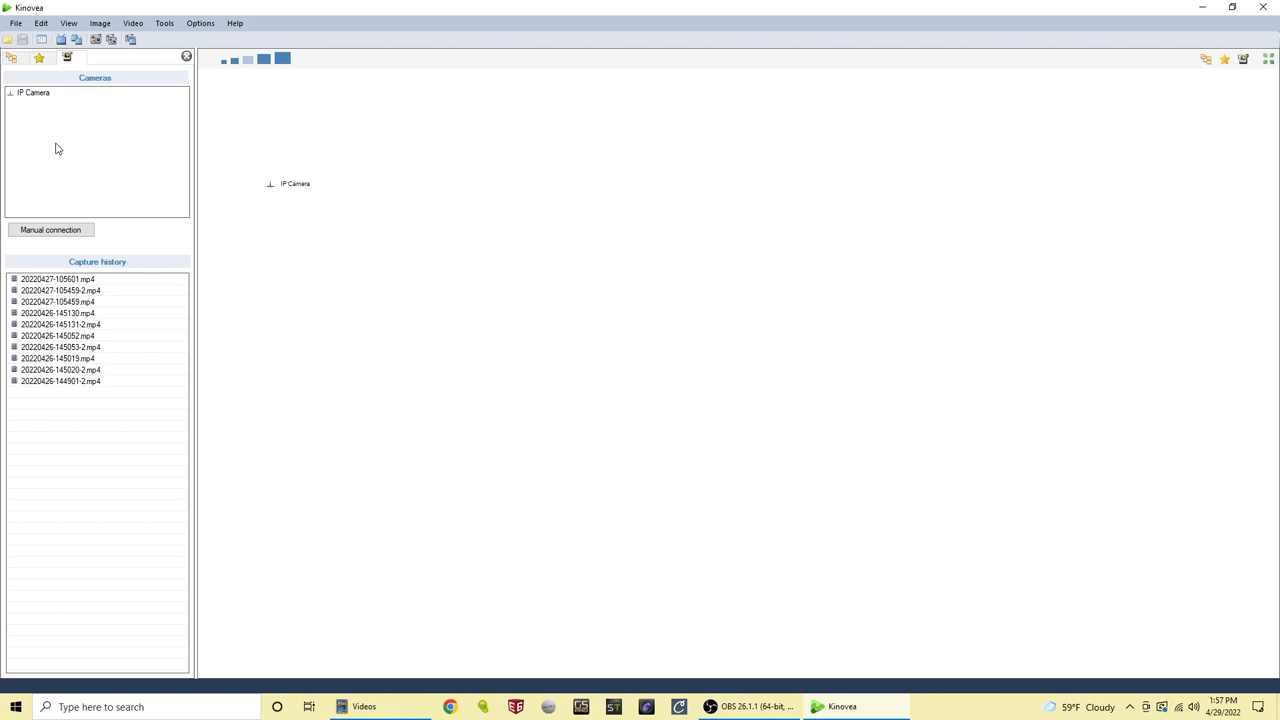 Kinovea
File Edit View Image Video Tools Options Help
Cameras
IP Camera
IP Camera
Manual connection
Capture history
20220427-105601.mp4
20220427-105459-2.mp4
20220427-105459.mp4
20220426-145130.mp4
20220426-145131-2.mp4
20220426-145052.mp4
20220426-145053-2.mp4
20220426-145019.mp4
20220426-145020-2.mp4
20220426-144901-2.mp4
Type here to search
Videos
GS
ST
OBS 26.1.1 (64-bit, ...
Kinovea
59°F Cloudy
1:57 PM
4/29/2022